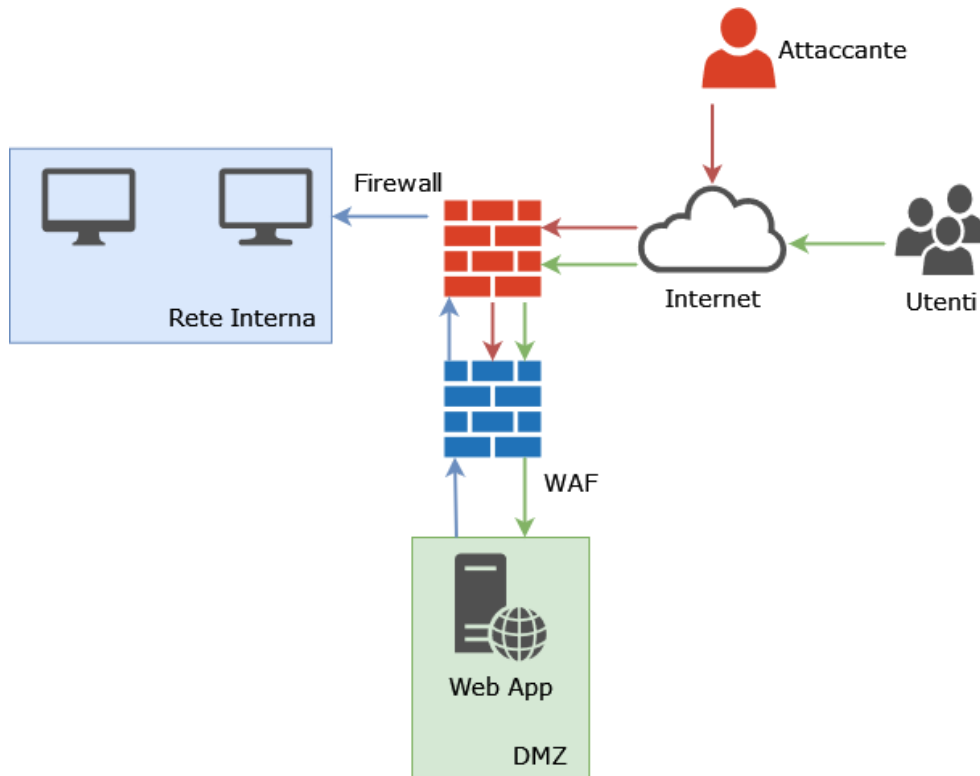 Attaccante
Firewall
Internet
Utenti
Rete Interna
WAF
Web App
DMZ